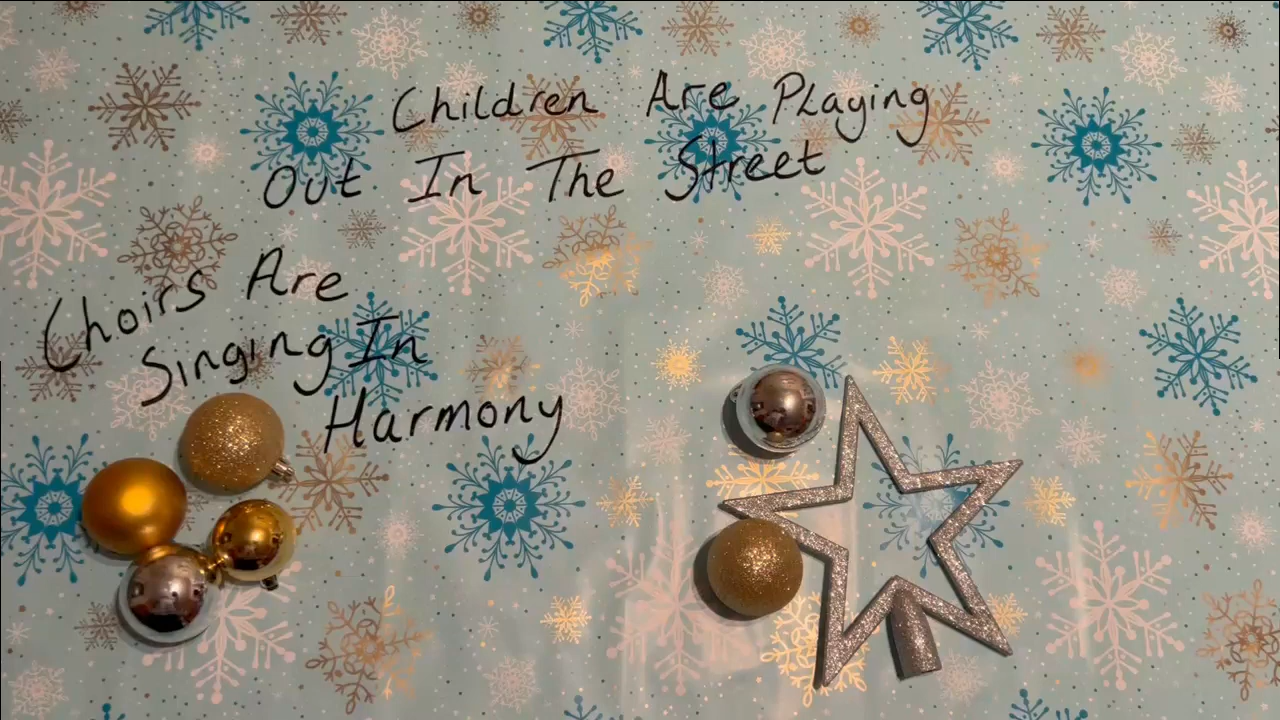 Children Are Playing
Out In The Street
Choirs Are
Singing In
Harmony